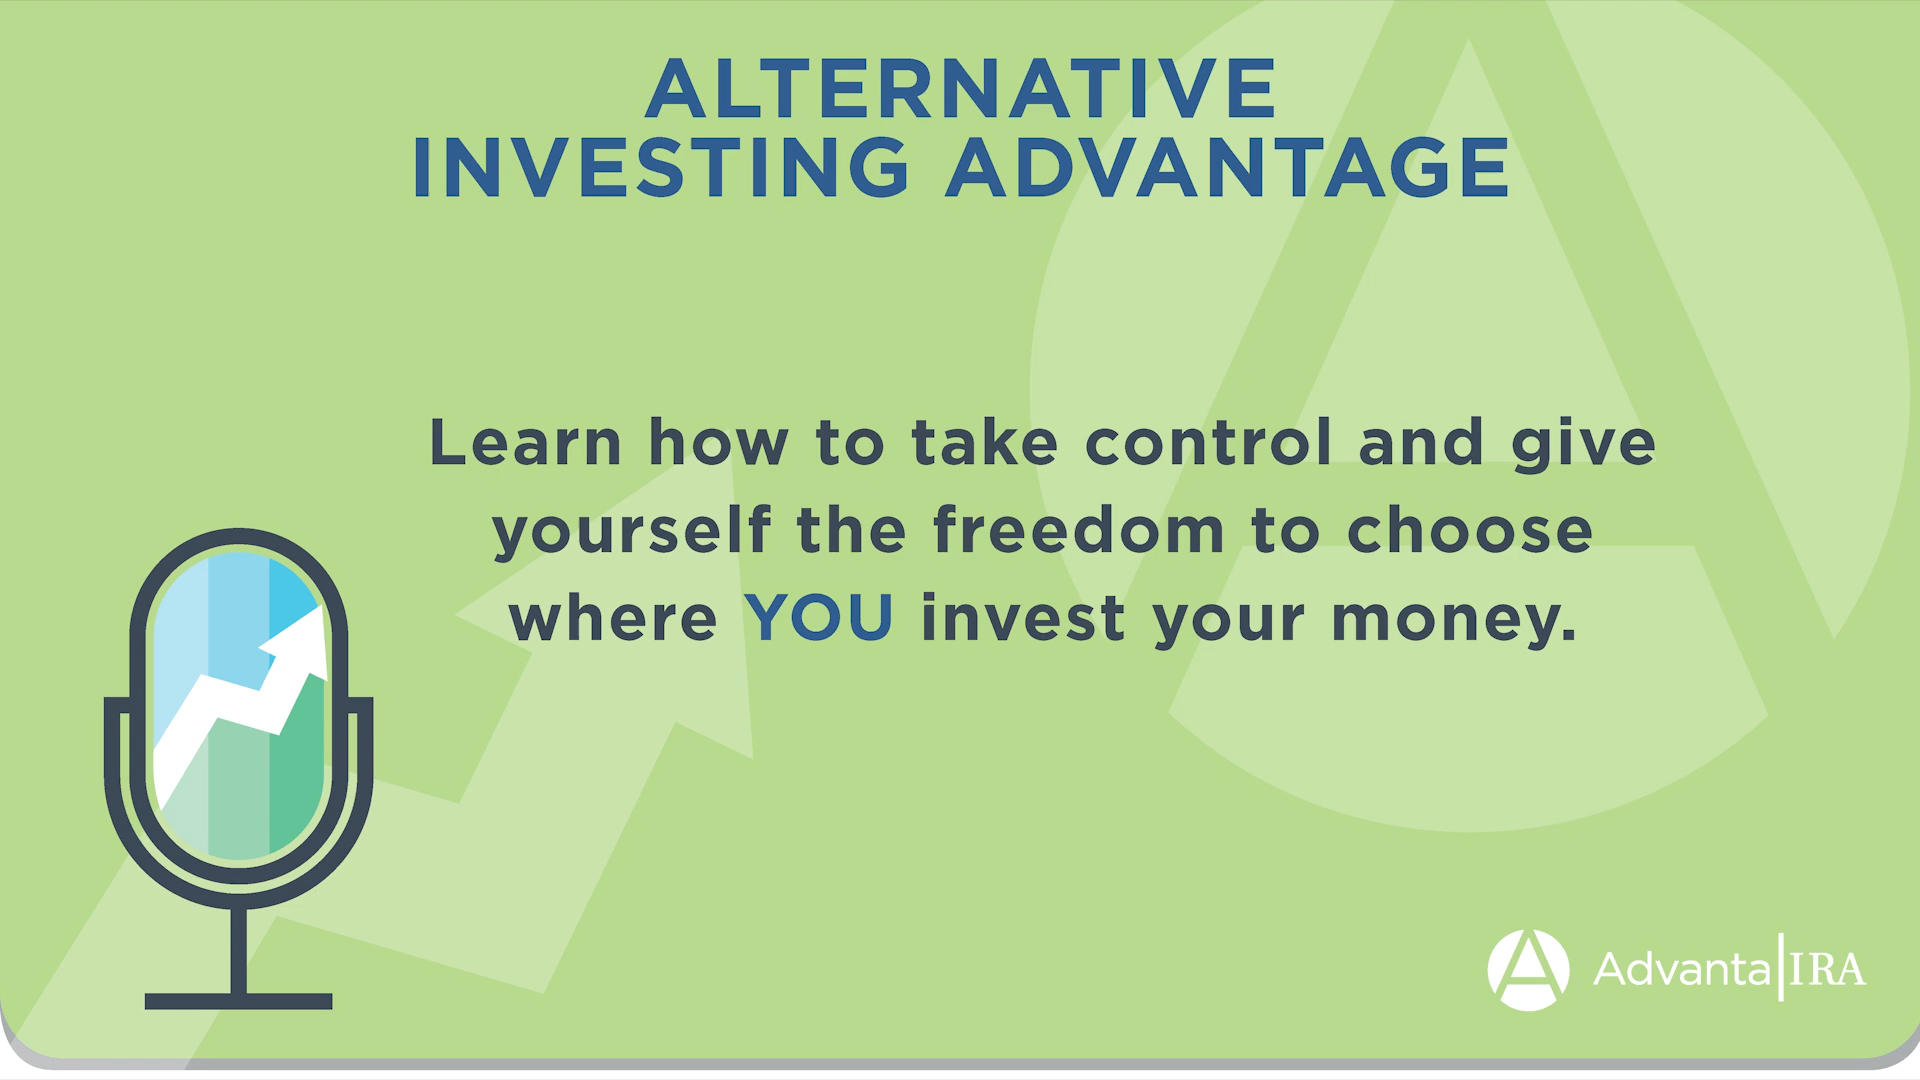 ALTERNATIVE
INVESTING ADVANTAGE
Learn how to take control and give
yourself the freedom to choose
where YOU invest your money.
Advanta|IRA